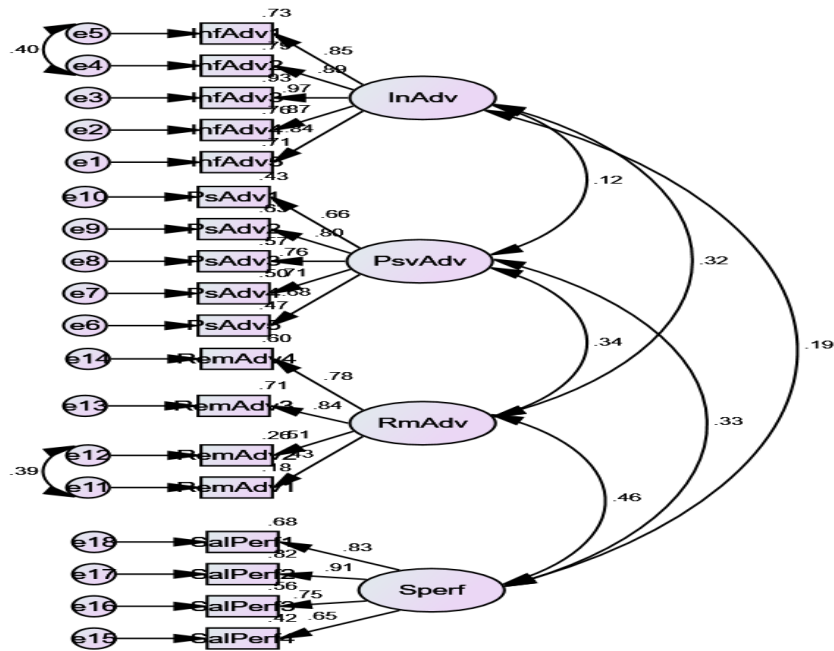 .73
e5 InfAdv1
.85
.79
.40
e4 InfAdv2
.89
.93
e3 InfAdv3
.97
InAdv
.76
.87
e2 InfAdv4
.84
.71
e1 InfAdv5
.43
e10 PsAdv1
.12
.66
.63
e9 PsAdv2
.80
.57
e8 PsAdv3
.76
PsvAdv
.32
.50
.71
e7 PsAdv4
.68
.47
e6 PsAdv5
.60
.34
.19
e14 RemAdv4
.78
.71
e13 RemAdv3
.84
RmAdv
.33
.26
.51
e12 RemAdv2
.43
.39
.18
e11 RemAdv1
.46
.68
e18 SalPerf1
.83
.82
e17 SalPerf2
.91
Sperf
.56
e16 SalPerf3
.75
.42
.65
e15 SalPerf4